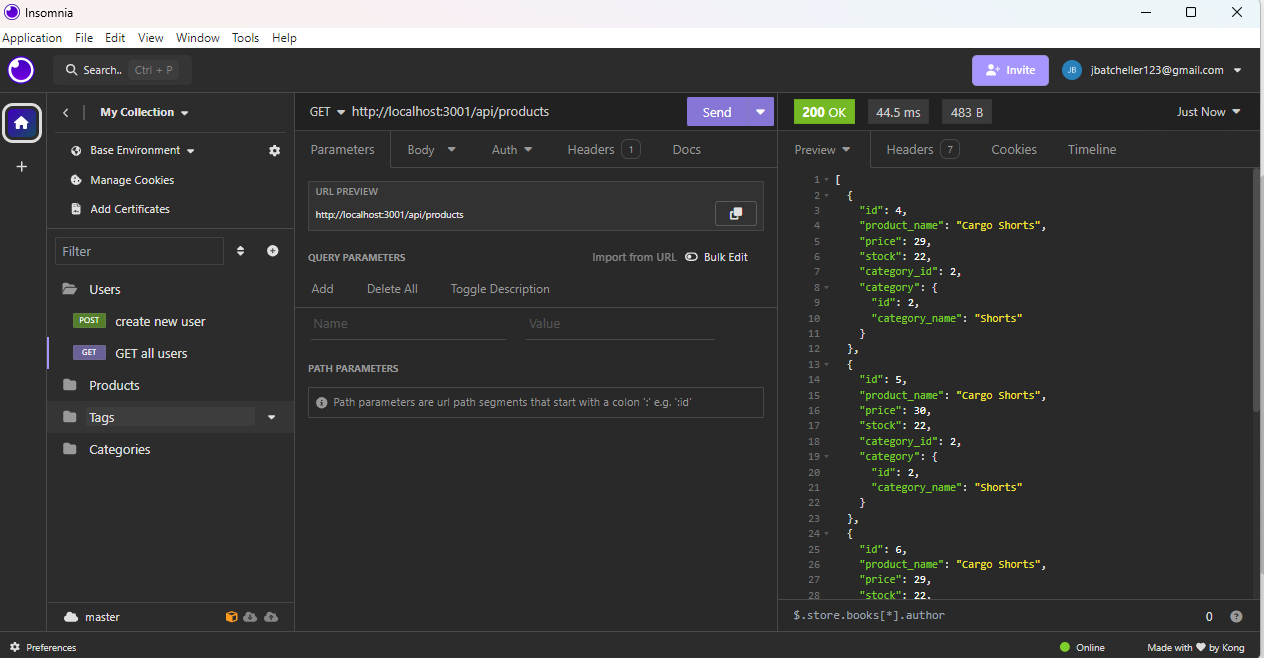 Insomnia
Application File Edit View Window Tools Help
Search.. Ctrl + P
Invite
JB jbatcheller123@gmail.com
My Collection
Base Environment
Manage Cookies
Add Certificates
Filter
Users
POST create new user
GET GET all users
Products
Tags
Categories
master
GET http://localhost:3001/api/products Send
Parameters Body Auth Headers 1 Docs
URL PREVIEW
http://localhost:3001/api/products
QUERY PARAMETERS Import from URL Bulk Edit
Add Delete All Toggle Description
Name Value
PATH PARAMETERS
Path parameters are url path segments that start with a colon ':' e.g. ':id'
200 OK 44.5 ms 483 B Just Now
Preview Headers 7 Cookies Timeline
1 [
2 {
3 "id": 4,
4 "product_name": "Cargo Shorts",
5 "price": 29,
6 "stock": 22,
7 "category_id": 2,
8 "category": {
9 "id": 2,
10 "category_name": "Shorts"
11 }
12 },
13 {
14 "id": 5,
15 "product_name": "Cargo Shorts",
16 "price": 30,
17 "stock": 22,
18 "category_id": 2,
19 "category": {
20 "id": 2,
21 "category_name": "Shorts"
22 }
23 },
24 {
25 "id": 6,
26 "product_name": "Cargo Shorts",
27 "price": 29,
28 "stock": 22,
$.store.books[*].author 0
Preferences
Online Made with by Kong